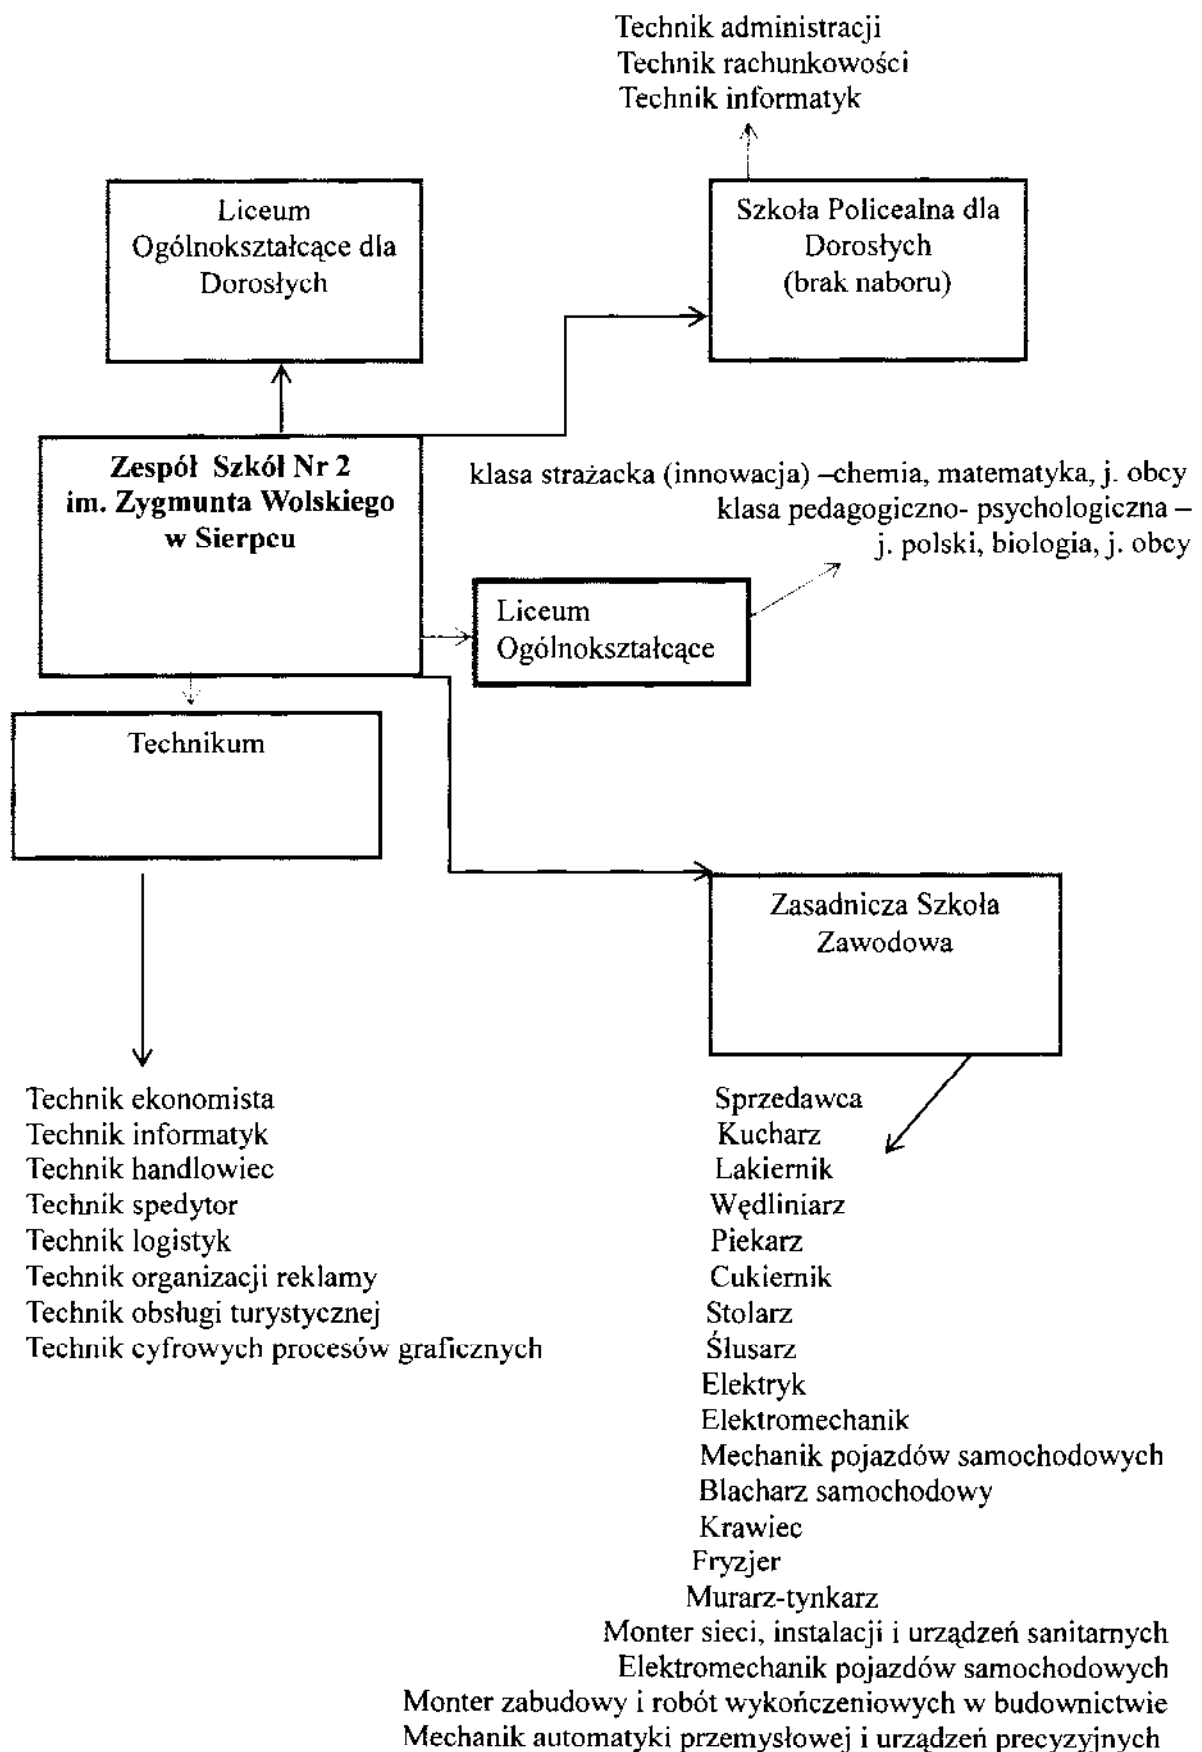 Technik administracji
Technik rachunkowości
Technik informatyk
Liceum
Ogólnokształcące dla
Dorosłych
Szkoła Policealna dla
Dorosłych
(brak naboru)
Zespół Szkół Nr 2
im. Zygmunta Wolskiego
w Sierpcu
klasa strażacka (innowacja) –chemia, matematyka, j. obcy
klasa pedagogiczno- psychologiczna –
j. polski, biologia, j. obcy
Liceum
Ogólnokształcące
Technikum
Zasadnicza Szkoła
Zawodowa
Technik ekonomista
Technik informatyk
Technik handlowiec
Technik spedytor
Technik logistyk
Technik organizacji reklamy
Technik obsługi turystycznej
Technik cyfrowych procesów graficznych
Sprzedawca
Kucharz
Lakiernik
Wędliniarz
Piekarz
Cukiernik
Stolarz
Ślusarz
Elektryk
Elektromechanik
Mechanik pojazdów samochodowych
Blacharz samochodowy
Krawiec
Fryzjer
Murarz-tynkarz
Monter sieci, instalacji i urządzeń sanitarnych
Elektromechanik pojazdów samochodowych
Monter zabudowy i robót wykończeniowych w budownictwie
Mechanik automatyki przemysłowej i urządzeń precyzyjnych